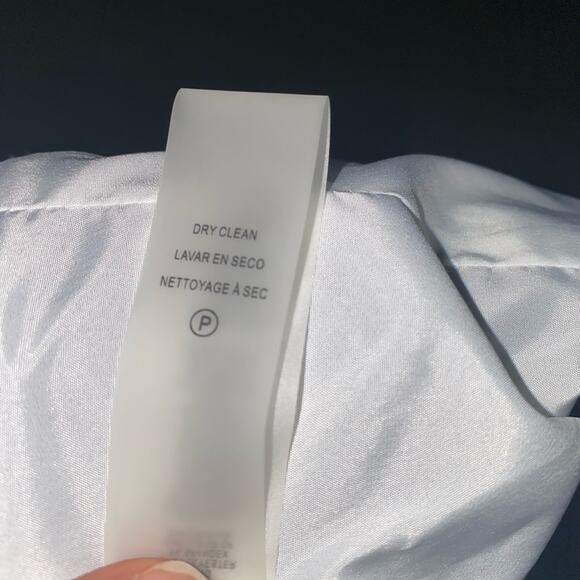 DRY CLEAN
LAVAR EN SECO
NETTOYAGE À SEC
P